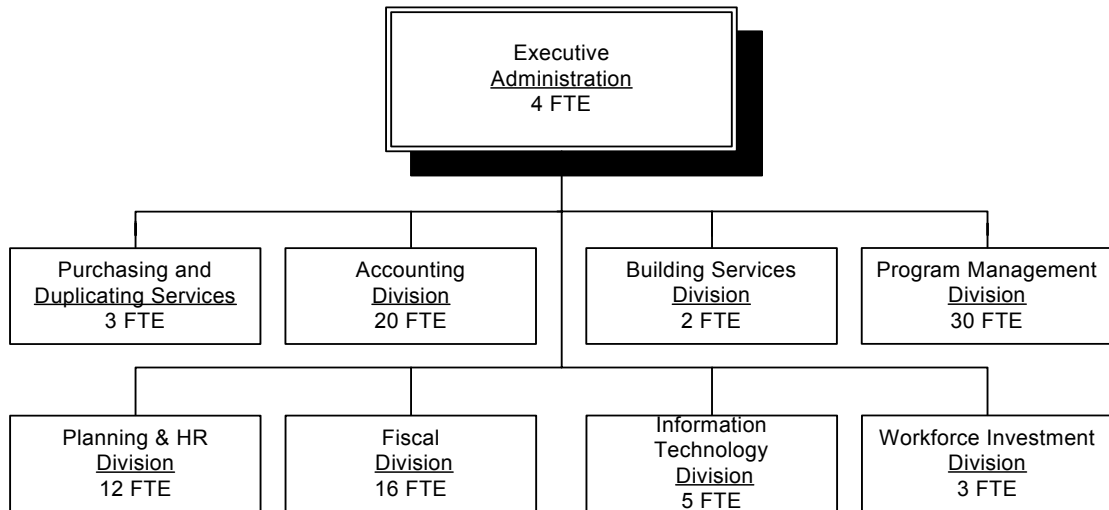 Executive
Administration
4 FTE
Purchasing and
Duplicating Services
3 FTE
Accounting
Division
20 FTE
Building Services
Division
2 FTE
Program Management
Division
30 FTE
Planning & HR
Division
12 FTE
Fiscal
Division
16 FTE
Information
Technology
Division
5 FTE
Workforce Investment
Division
3 FTE